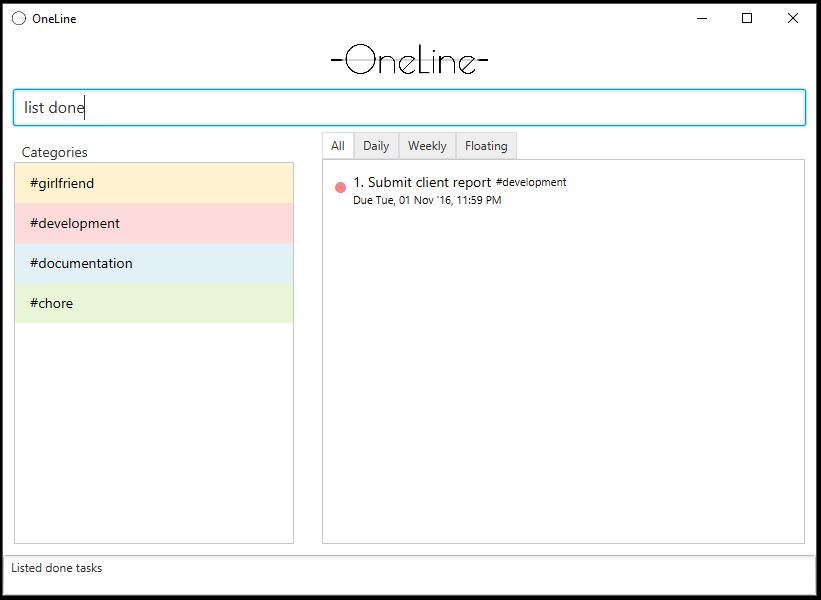 OneLine
-OneLine-
list done
Categories
#girlfriend
#development
#documentation
#chore
All Daily Weekly Floating
1. Submit client report #development
Due Tue, 01 Nov '16, 11:59 PM
Listed done tasks